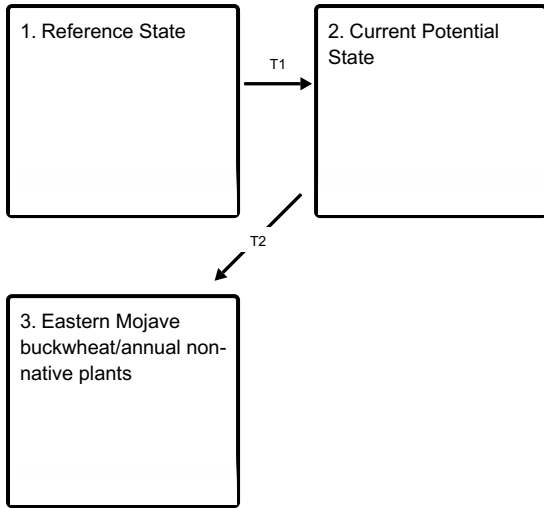 1. Reference State
T1
2. Current Potential
State
T2
3. Eastern Mojave
buckwheat/annual non-
native plants